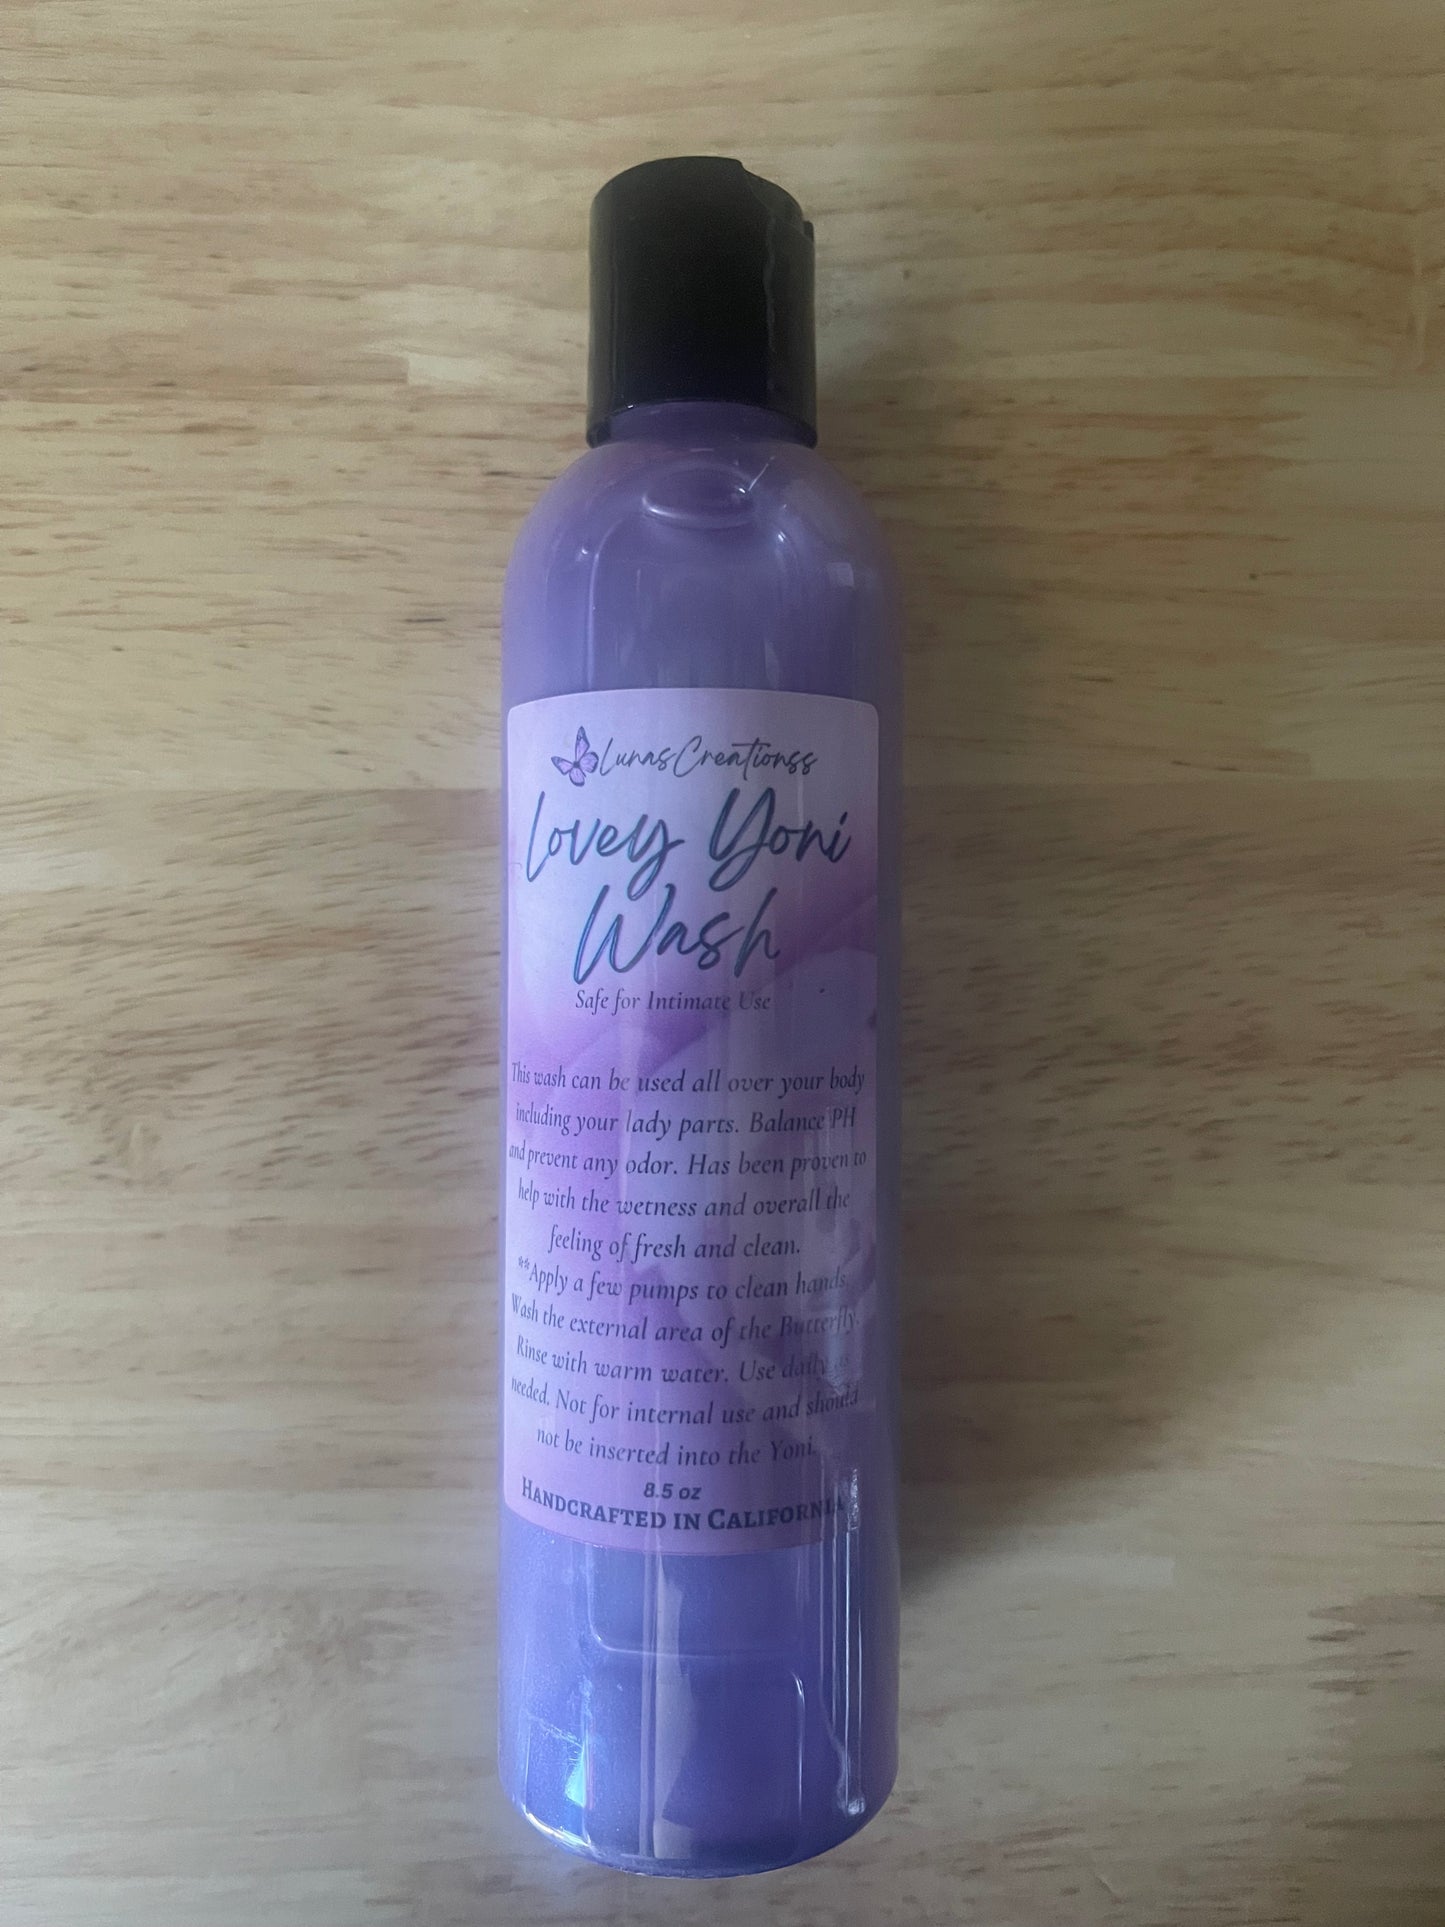 LunasCreationss
Lovey Yoni
Wash
Safe for Intimate Use
This wash can be used all over your body
including your lady parts. Balance PH
and prevent any odor. Has been proven to
help with the wetness and overall the
feeling of fresh and clean.
**Apply a few pumps to clean hands.
Wash the external area of the Butterfly.
Rinse with warm water. Use daily as
needed. Not for internal use and should
not be inserted into the Yoni.
8.5 oz
Handcrafted in California